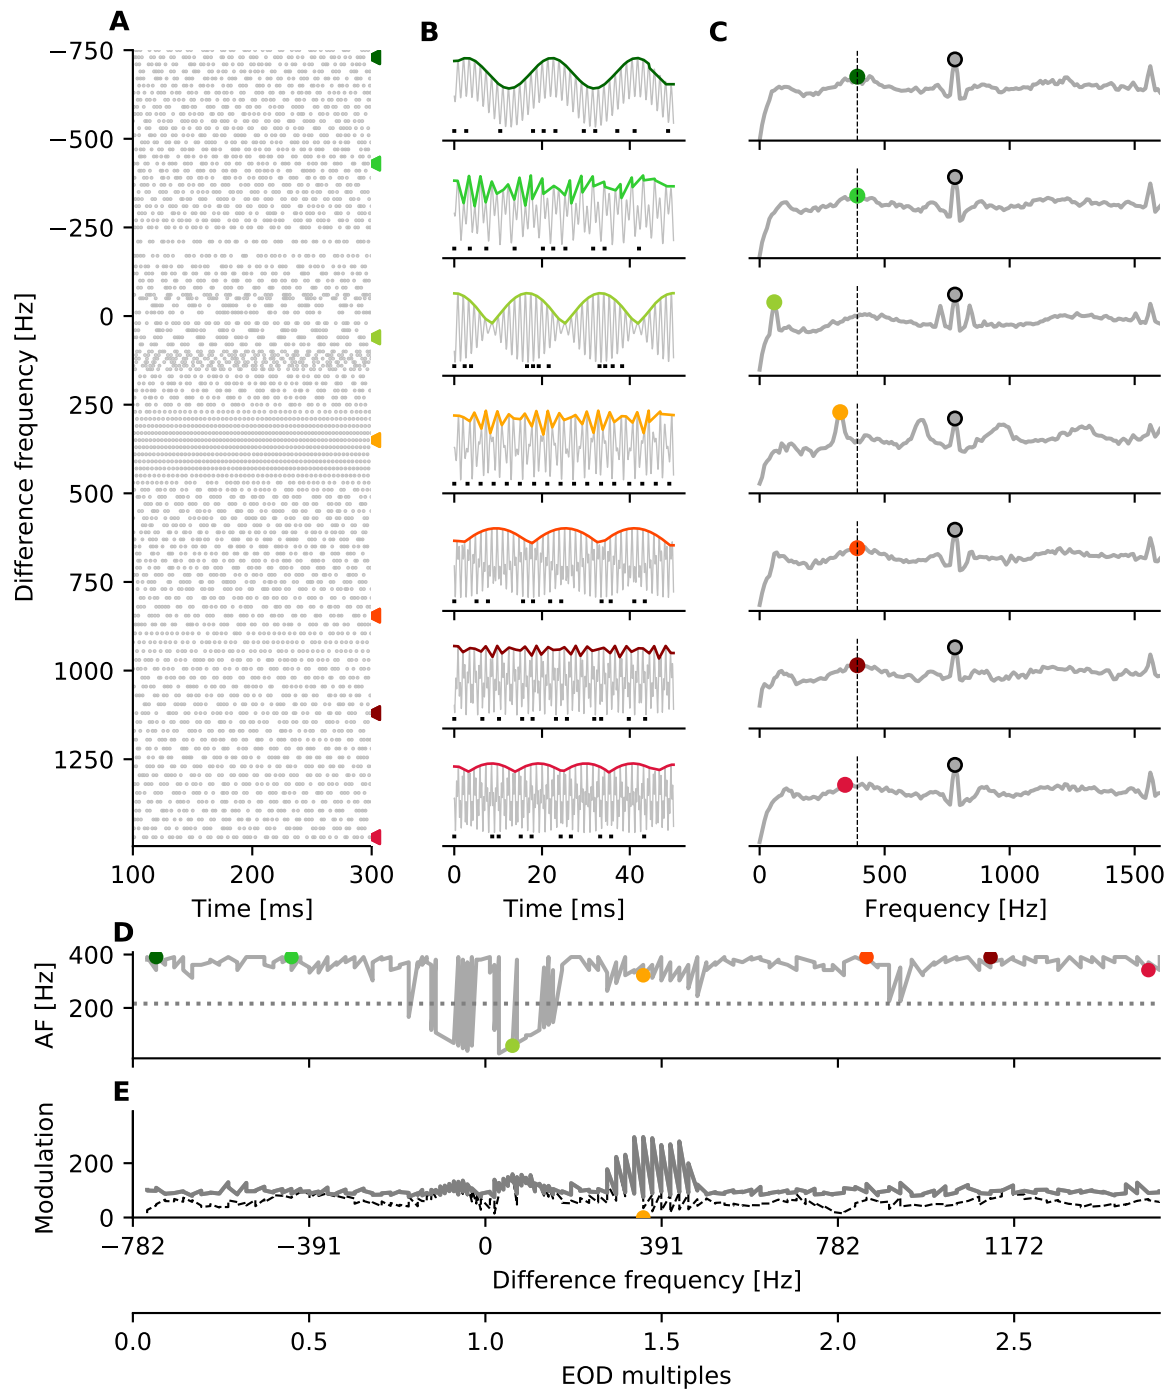 A
B
C
−750
−500
−250
0
250
500
750
1000
1250
Difference frequency [Hz]
100 200 300
Time [ms]
0 20 40
Time [ms]
0 500 1000 1500
Frequency [Hz]
D
400
200
AF [Hz]
E
200
0
Modulation
−782 −391 0 391 782 1172
Difference frequency [Hz]
0.0 0.5 1.0 1.5 2.0 2.5
EOD multiples